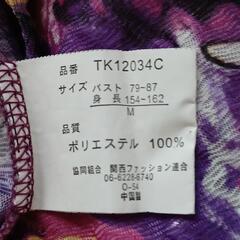 品番 TK12034C
サイズ バスト 79-87
身長 154-162
M
品質
ポリエステル 100%
協同組合 関西ファッション連合
06-6228-6740
O-54
中国製